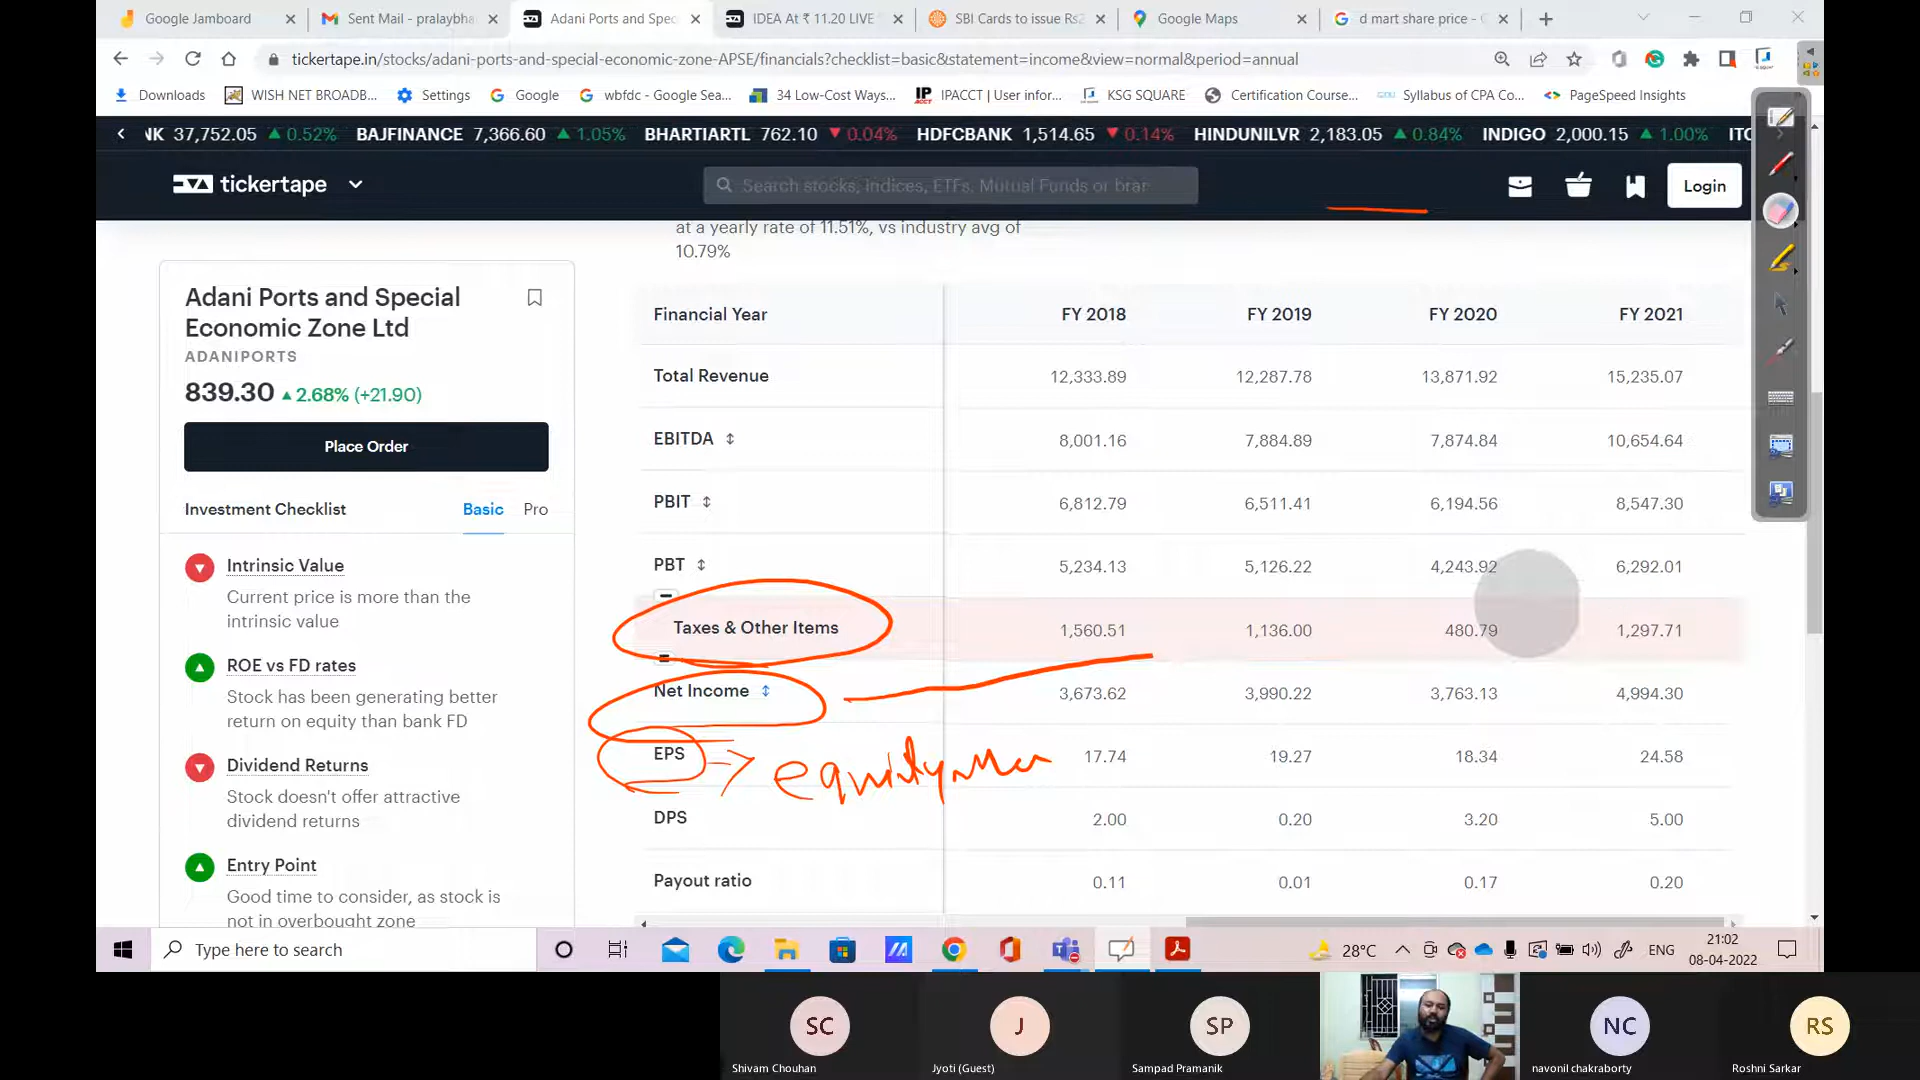 Google Jamboard
Sent Mail - pralaybha
Adani Ports and Spec
IDEA At ₹ 11.20 LIVE
SBI Cards to issue Rs2
Google Maps
d mart share price - G
tickertape.in/stocks/adani-ports-and-special-economic-zone-APSE/financials?checklist=basic&statement=income&view=normal&period=annual
Downloads WISH NET BROADB... Settings Google wbfdc - Google Sea... 34 Low-Cost Ways... IPACCT | User infor... KSG SQUARE Certification Course... Syllabus of CPA Co... PageSpeed Insights
NK 37,752.05 ▲ 0.52% BAJFINANCE 7,366.60 ▲ 1.05% BHARTIARTL 762.10 ▼ 0.04% HDFCBANK 1,514.65 ▼ 0.14% HINDUNILVR 2,183.05 ▲ 0.84% INDIGO 2,000.15 ▲ 1.00% ITC
tickertape
Search stocks, Indices, ETFs, Mutual Funds or bran
Login
at a yearly rate of 11.51%, vs industry avg of
10.79%
Adani Ports and Special
Economic Zone Ltd
ADANIPORTS
839.30 ▲ 2.68% (+21.90)
Place Order
Investment Checklist Basic Pro
Intrinsic Value
Current price is more than the
intrinsic value
ROE vs FD rates
Stock has been generating better
return on equity than bank FD
Dividend Returns
Stock doesn't offer attractive
dividend returns
Entry Point
Good time to consider, as stock is
not in overbought zone
Financial Year FY 2018 FY 2019 FY 2020 FY 2021
Total Revenue 12,333.89 12,287.78 13,871.92 15,235.07
EBITDA 8,001.16 7,884.89 7,874.84 10,654.64
PBIT 6,812.79 6,511.41 6,194.56 8,547.30
PBT 5,234.13 5,126.22 4,243.92 6,292.01
Taxes & Other Items 1,560.51 1,136.00 480.79 1,297.71
Net Income 3,673.62 3,990.22 3,763.13 4,994.30
EPS 17.74 19.27 18.34 24.58
equity
DPS 2.00 0.20 3.20 5.00
Payout ratio 0.11 0.01 0.17 0.20
Type here to search
28°C
ENG
21:02
08-04-2022
SC
Shivam Chouhan
J
Jyoti (Guest)
SP
Sampad Pramanik
NC
navonil chakraborty
RS
Roshni Sarkar